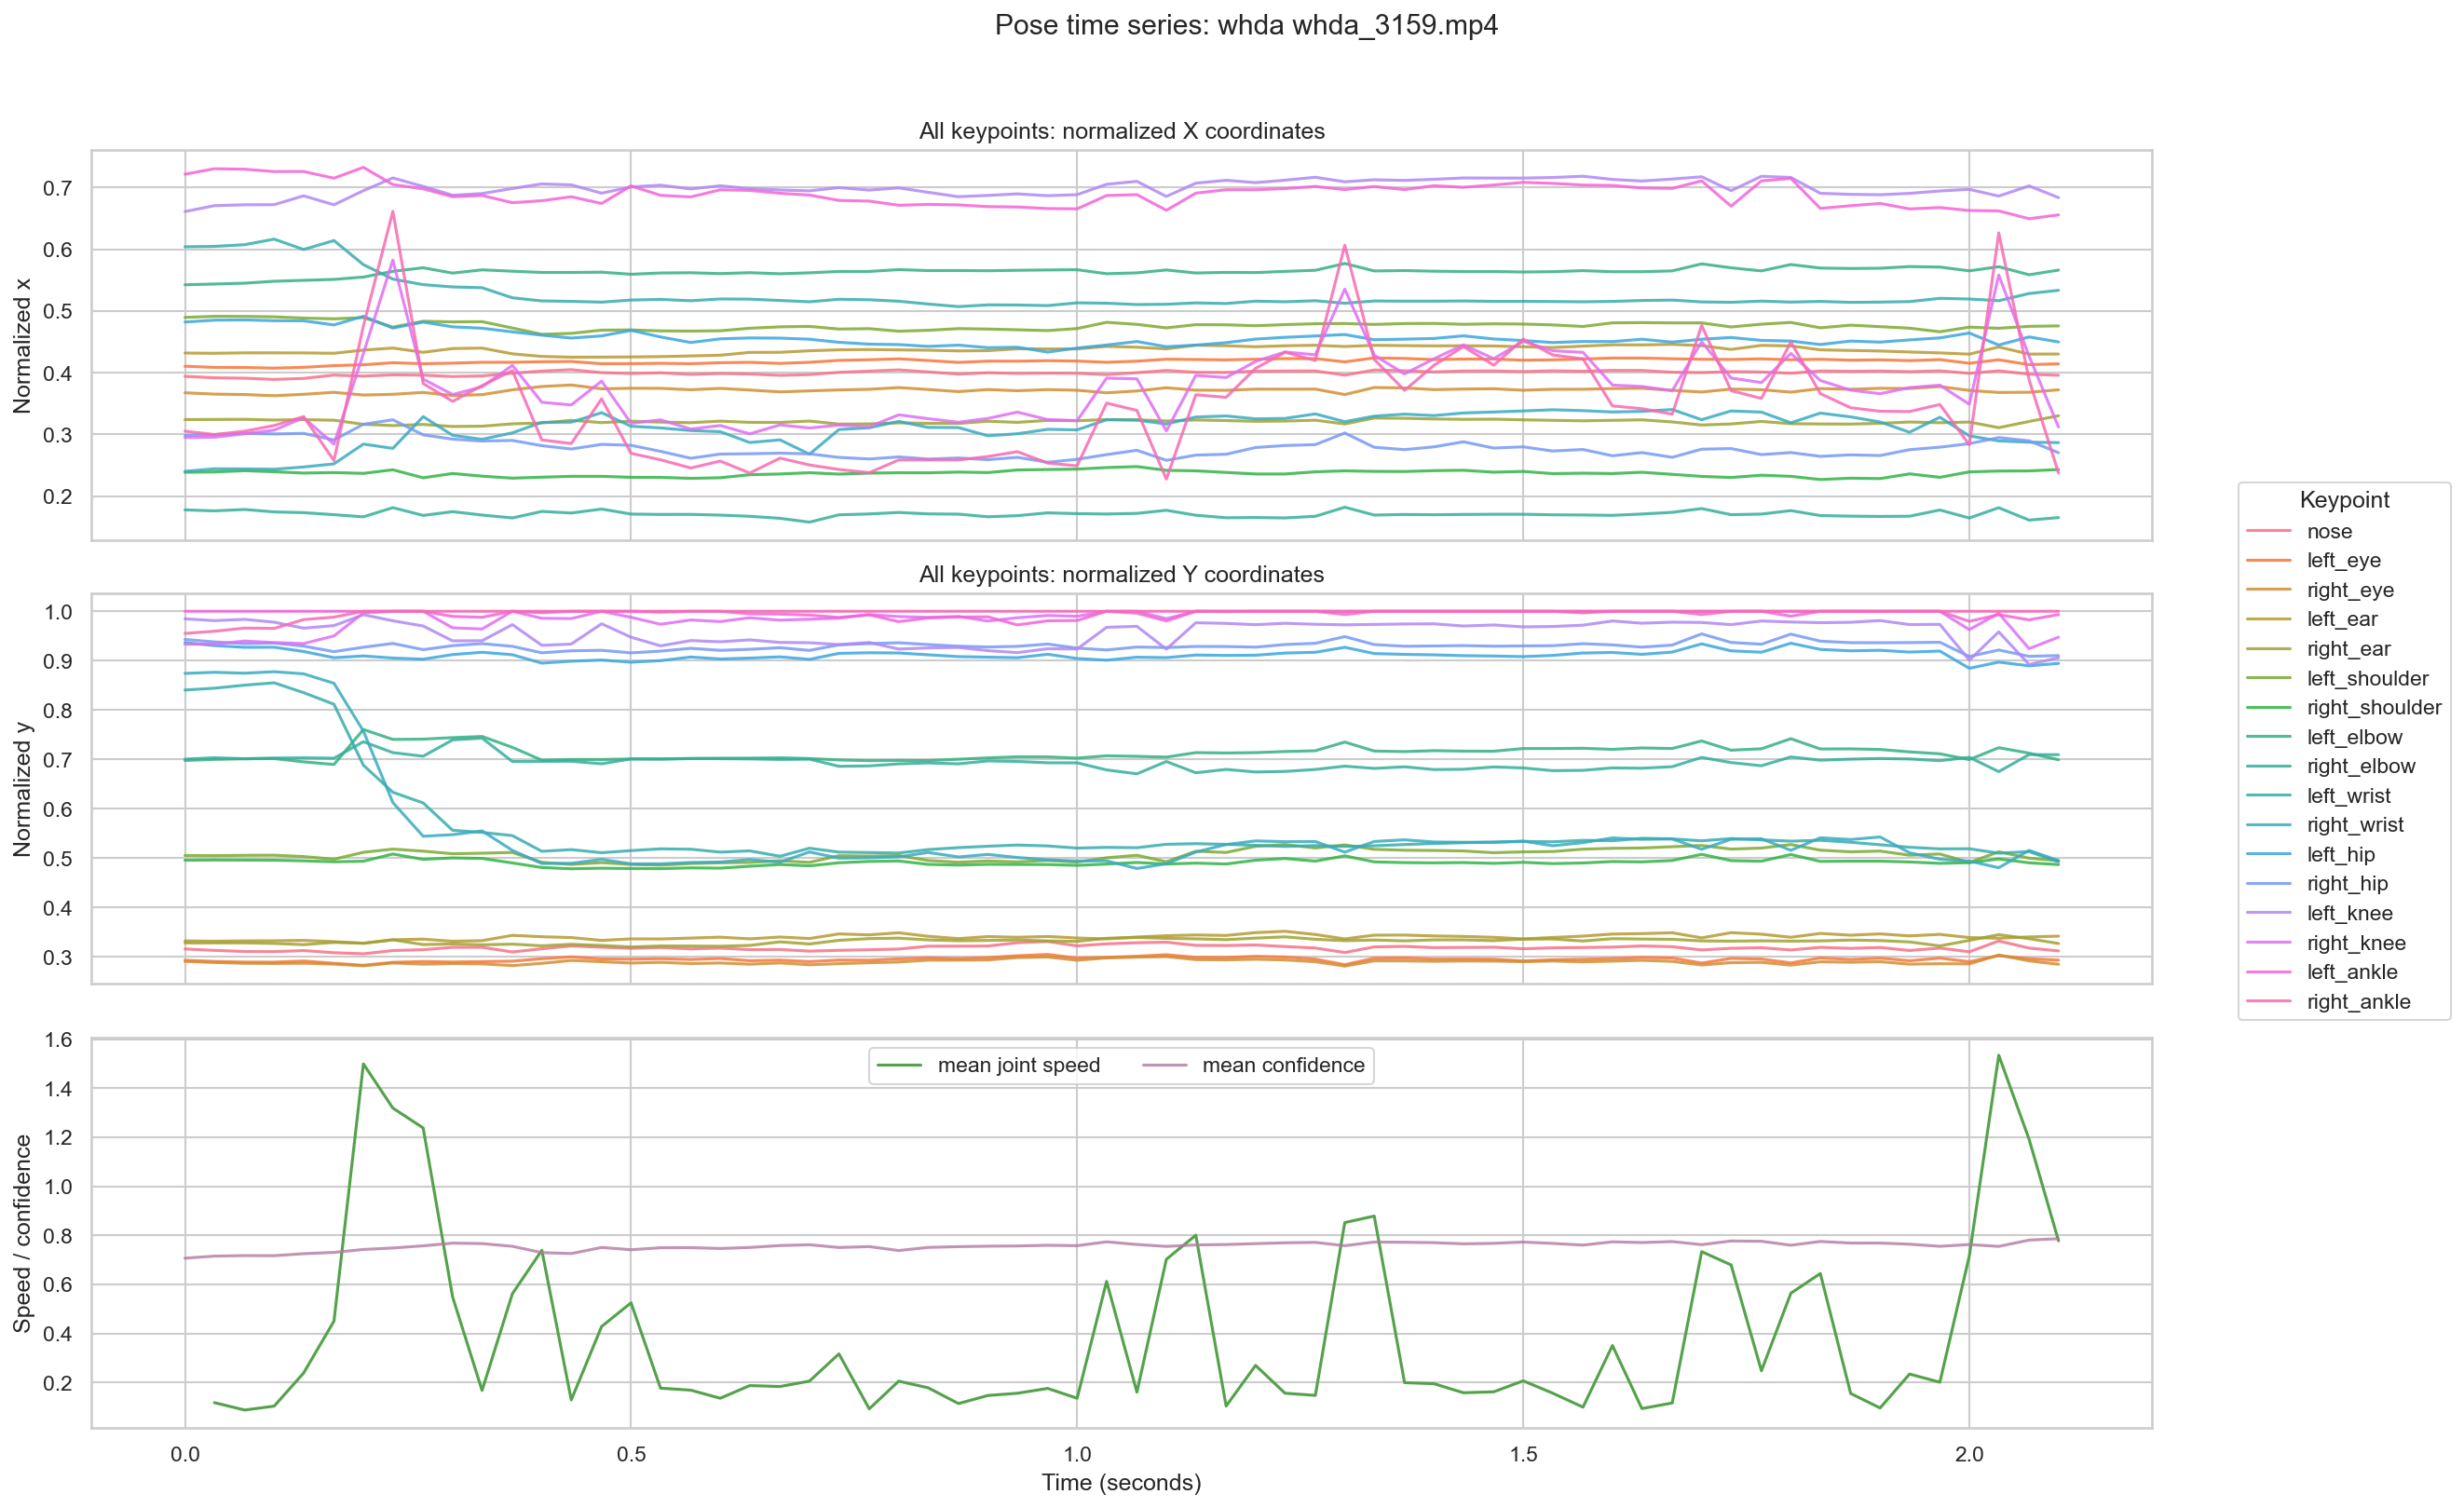 Pose time series: whda whda_3159.mp4
All keypoints: normalized X coordinates
Normalized x
0.7
0.6
0.5
0.4
0.3
0.2
All keypoints: normalized Y coordinates
Normalized y
1.0
0.9
0.8
0.7
0.6
0.5
0.4
0.3
Keypoint
nose
left_eye
right_eye
left_ear
right_ear
left_shoulder
right_shoulder
left_elbow
right_elbow
left_wrist
right_wrist
left_hip
right_hip
left_knee
right_knee
left_ankle
right_ankle
mean joint speed mean confidence
Speed / confidence
1.6
1.4
1.2
1.0
0.8
0.6
0.4
0.2
0.0 0.5 1.0 1.5 2.0
Time (seconds)